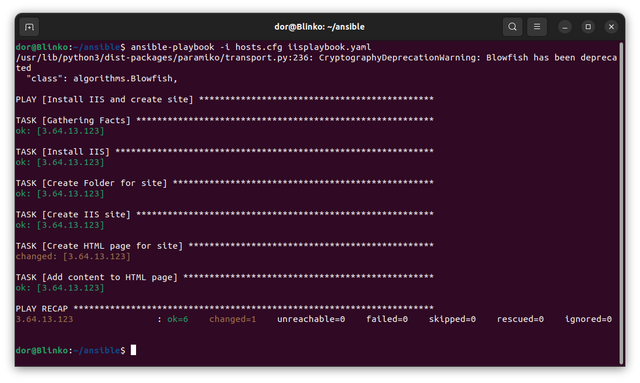 dor@Blinko: ~/ansible
dor@Blinko:~/ansible$ ansible-playbook -i hosts.cfg iisplaybook.yaml
/usr/lib/python3/dist-packages/paramiko/transport.py:236: CryptographyDeprecationWarning: Blowfish has been depreca
ted
  "class": algorithms.Blowfish,
PLAY [Install IIS and create site] *********************************************
TASK [Gathering Facts] *********************************************************
ok: [3.64.13.123]
TASK [Install IIS] *************************************************************
ok: [3.64.13.123]
TASK [Create Folder for site] **************************************************
ok: [3.64.13.123]
TASK [Create IIS site] *********************************************************
ok: [3.64.13.123]
TASK [Create HTML page for site] ***********************************************
changed: [3.64.13.123]
TASK [Add content to HTML page] ************************************************
ok: [3.64.13.123]
PLAY RECAP *********************************************************************
3.64.13.123                : ok=6    changed=1    unreachable=0    failed=0    skipped=0    rescued=0    ignored=0
dor@Blinko:~/ansible$